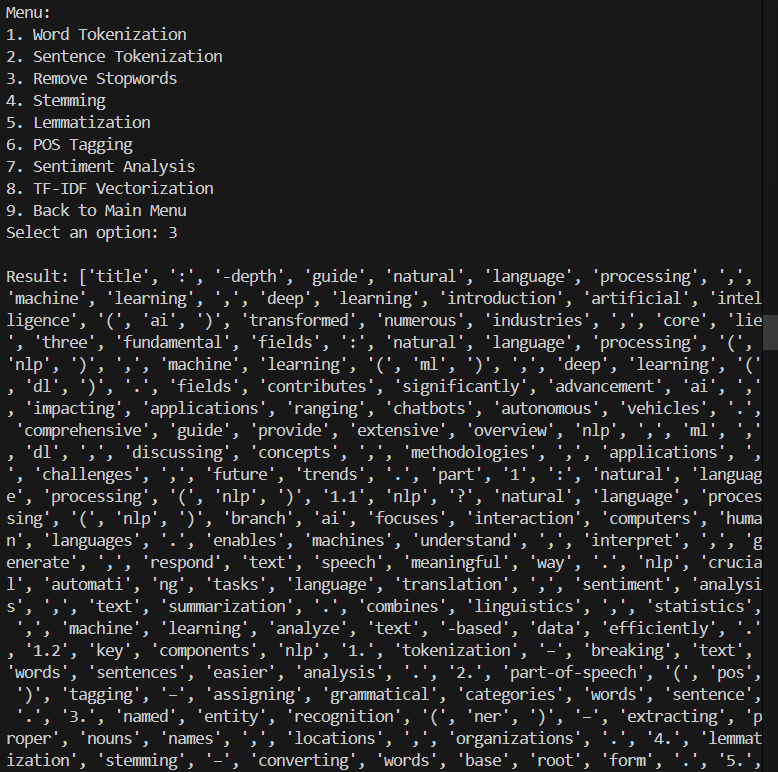 Menu:
1. Word Tokenization
2. Sentence Tokenization
3. Remove Stopwords
4. Stemming
5. Lemmatization
6. POS Tagging
7. Sentiment Analysis
8. TF-IDF Vectorization
9. Back to Main Menu
Select an option: 3

Result: ['title', ':', '-depth', 'guide', 'natural', 'language', 'processing', ',',
'machine', 'learning', ',', 'deep', 'learning', 'introduction', 'artificial', 'intel
ligence', '(', 'ai', ')', 'transformed', 'numerous', 'industries', ',', 'core', 'lie
', 'three', 'fundamental', 'fields', ':', 'natural', 'language', 'processing', '(',
'nlp', ')', ',', 'machine', 'learning', '(', 'ml', ')', ',', 'deep', 'learning', '('
, 'dl', ')', '.', 'fields', 'contributes', 'significantly', 'advancement', 'ai', ','
, 'impacting', 'applications', 'ranging', 'chatbots', 'autonomous', 'vehicles', '.',
'comprehensive', 'guide', 'provide', 'extensive', 'overview', 'nlp', ',', 'ml', ','
, 'dl', ',', 'discussing', 'concepts', ',', 'methodologies', ',', 'applications', ',
', 'challenges', ',', 'future', 'trends', '.', 'part', '1', ':', 'natural', 'languag
e', 'processing', '(', 'nlp', ')', '1.1', 'nlp', '?', 'natural', 'language', 'proces
sing', '(', 'nlp', ')', 'branch', 'ai', 'focuses', 'interaction', 'computers', 'huma
n', 'languages', '.', 'enables', 'machines', 'understand', ',', 'interpret', ',', 'g
enerate', ',', 'respond', 'text', 'speech', 'meaningful', 'way', '.', 'nlp', 'crucia
l', 'automati', 'ng', 'tasks', 'language', 'translation', ',', 'sentiment', 'analysi
s', ',', 'text', 'summarization', '.', 'combines', 'linguistics', ',', 'statistics',
',', 'machine', 'learning', 'analyze', 'text', '-based', 'data', 'efficiently', '.'
, '1.2', 'key', 'components', 'nlp', '1.', 'tokenization', '–', 'breaking', 'text',
'words', 'sentences', 'easier', 'analysis', '.', '2.', 'part-of-speech', '(', 'pos',
')', 'tagging', '–', 'assigning', 'grammatical', 'categories', 'words', 'sentence',
'.', '3.', 'named', 'entity', 'recognition', '(', 'ner', ')', '–', 'extracting', 'p
roper', 'nouns', 'names', ',', 'locations', ',', 'organizations', '.', '4.', 'lemmat
ization', 'stemming', '–', 'converting', 'words', 'base', 'root', 'form', '.', '5.',